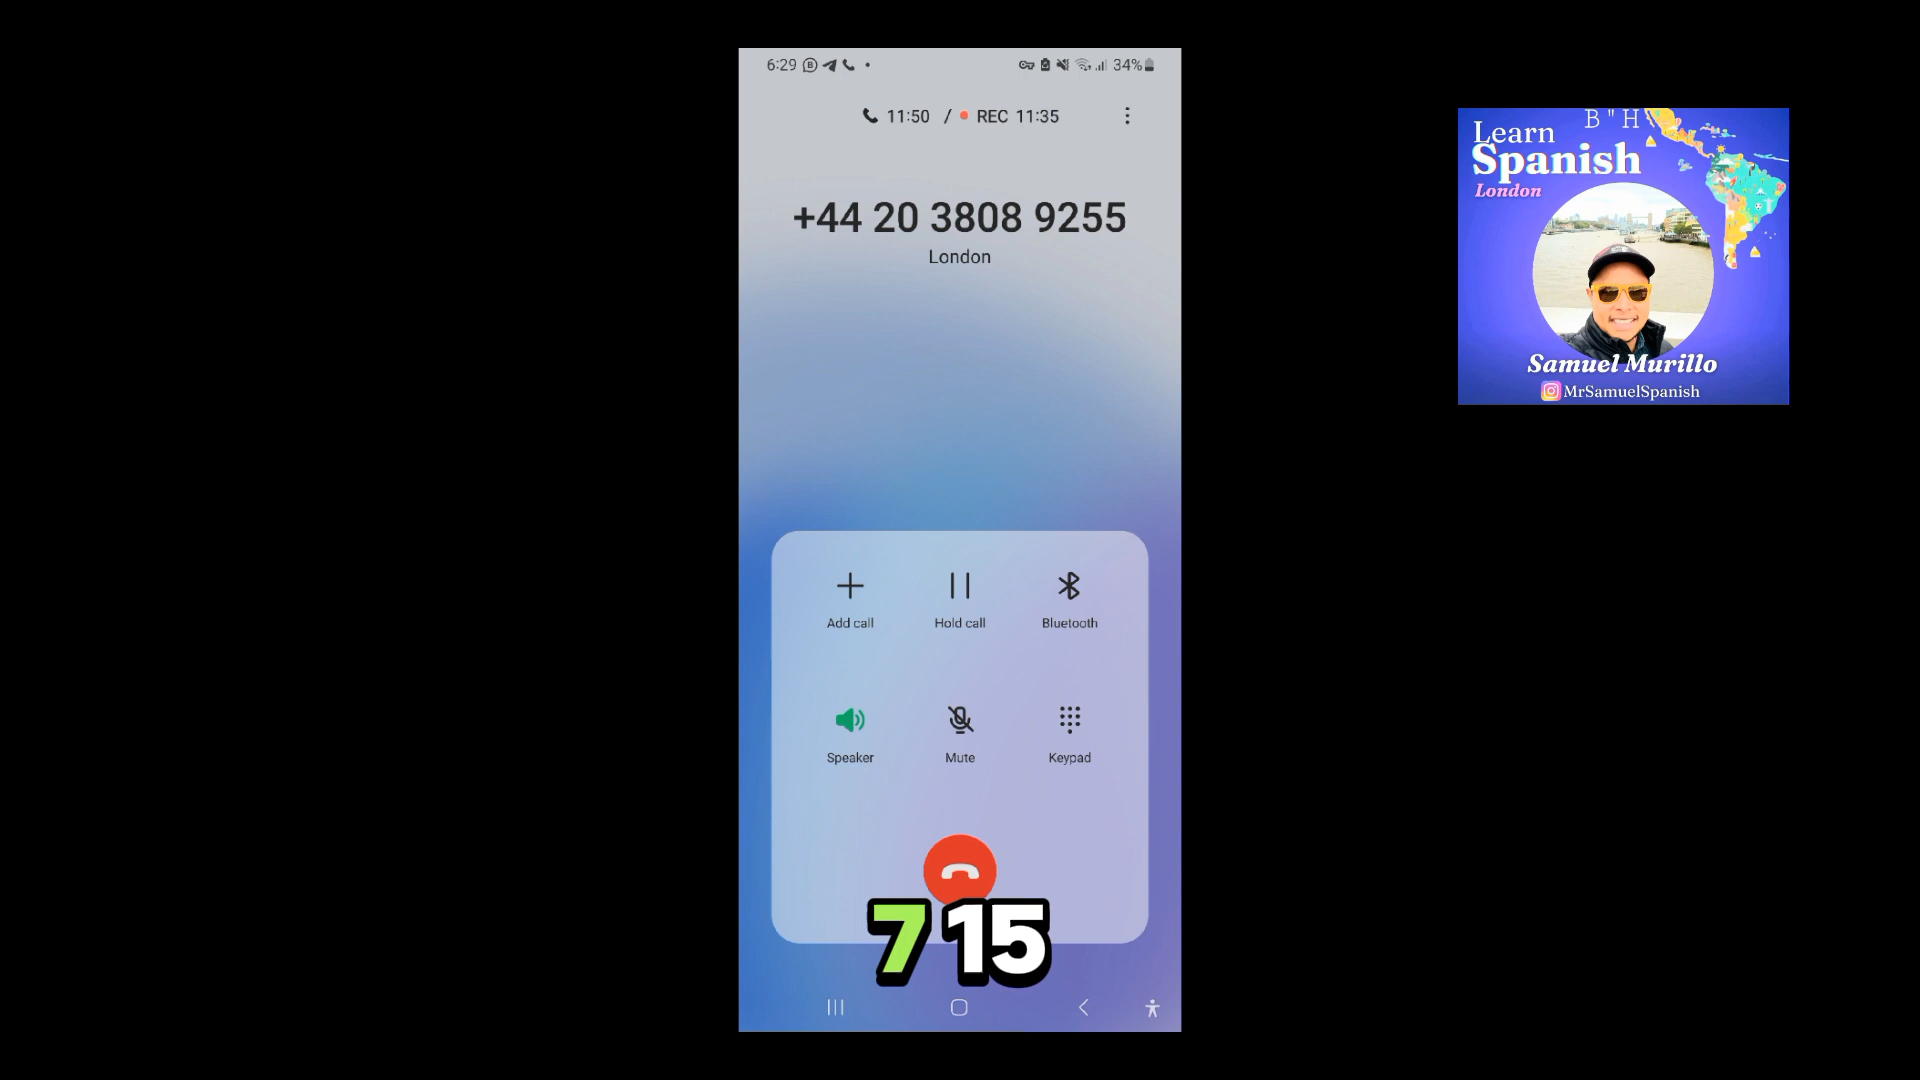 6:29
34%
11:50 / REC 11:35
+44 20 3808 9255
London
Add call
Hold call
Bluetooth
Speaker
Mute
Keypad
7 15
B"H
Learn
Spanish
London
Samuel Murillo
MrSamuelSpanish